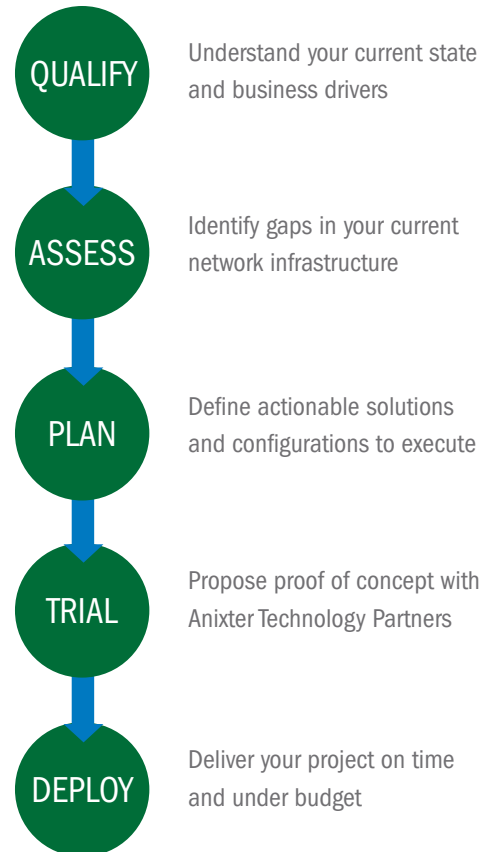 QUALIFY
Understand your current state
and business drivers
ASSESS
Identify gaps in your current
network infrastructure
PLAN
Define actionable solutions
and configurations to execute
TRIAL
Propose proof of concept with
Anixter Technology Partners
DEPLOY
Deliver your project on time
and under budget